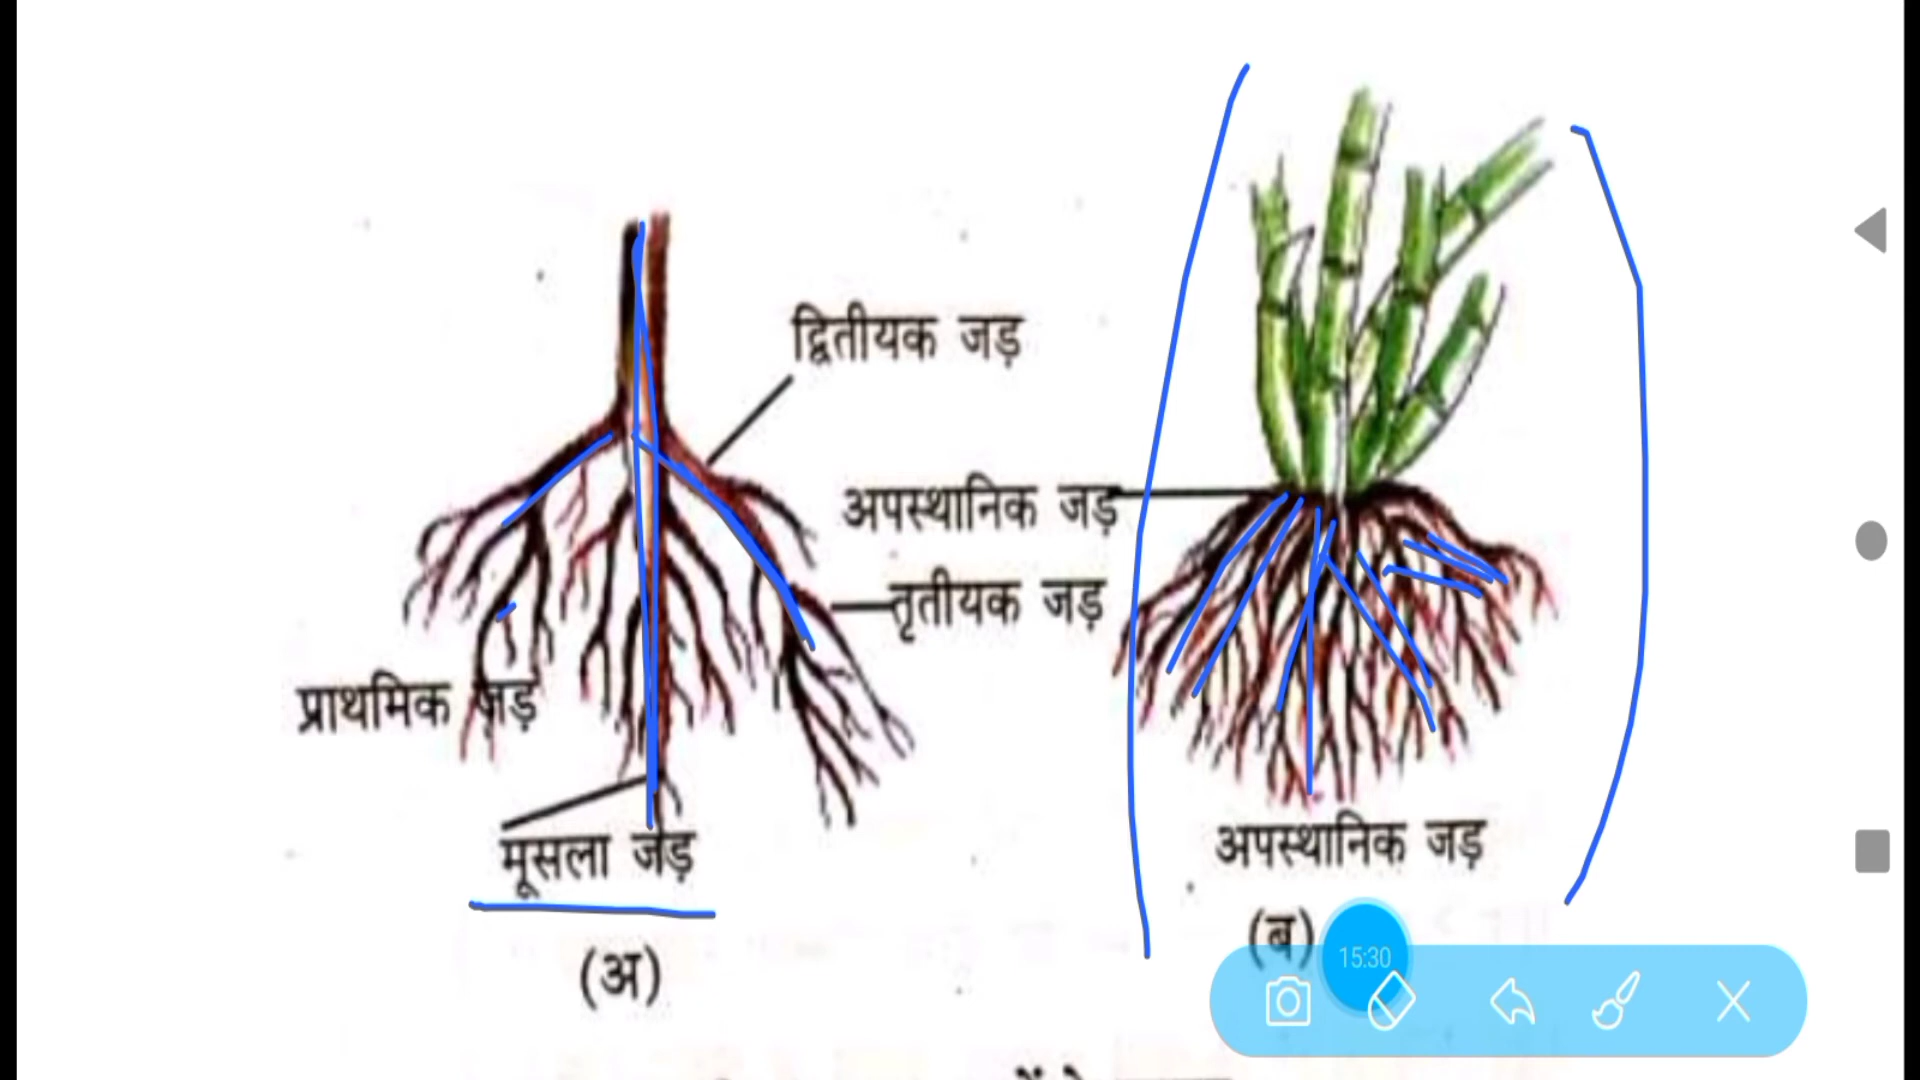 द्वितीयक जड़
अपस्थानिक जड़
तृतीयक जड़
प्राथमिक जड़
मूसला जड़
(अ)
अपस्थानिक जड़
(ब)
15:30